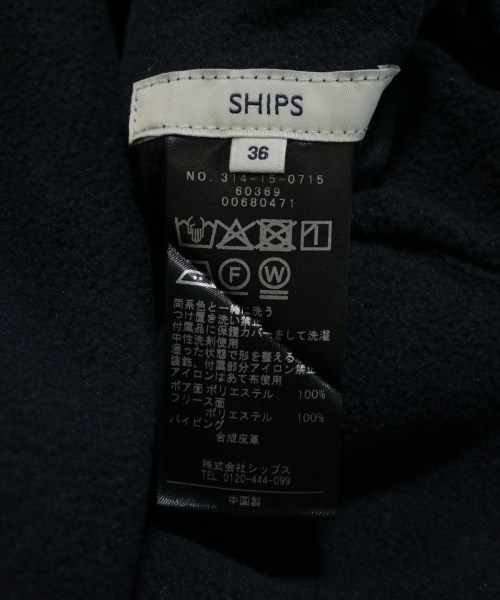 SHIPS
36
NO. 314-15-0715
60369
00680471
F W
同系色と一緒に洗う
つけ置き洗い禁止
付属品に保護カバーをして洗濯
中性洗剤使用
湿った状態で形を整える
装飾,付属部分アイロン禁止
アイロンはあて布使用
ボア面 ポリエステル 100%
フリース面
ポリエステル 100%
パイピング
合成皮革
株式会社シップス
TEL 0120-444-099
中国製